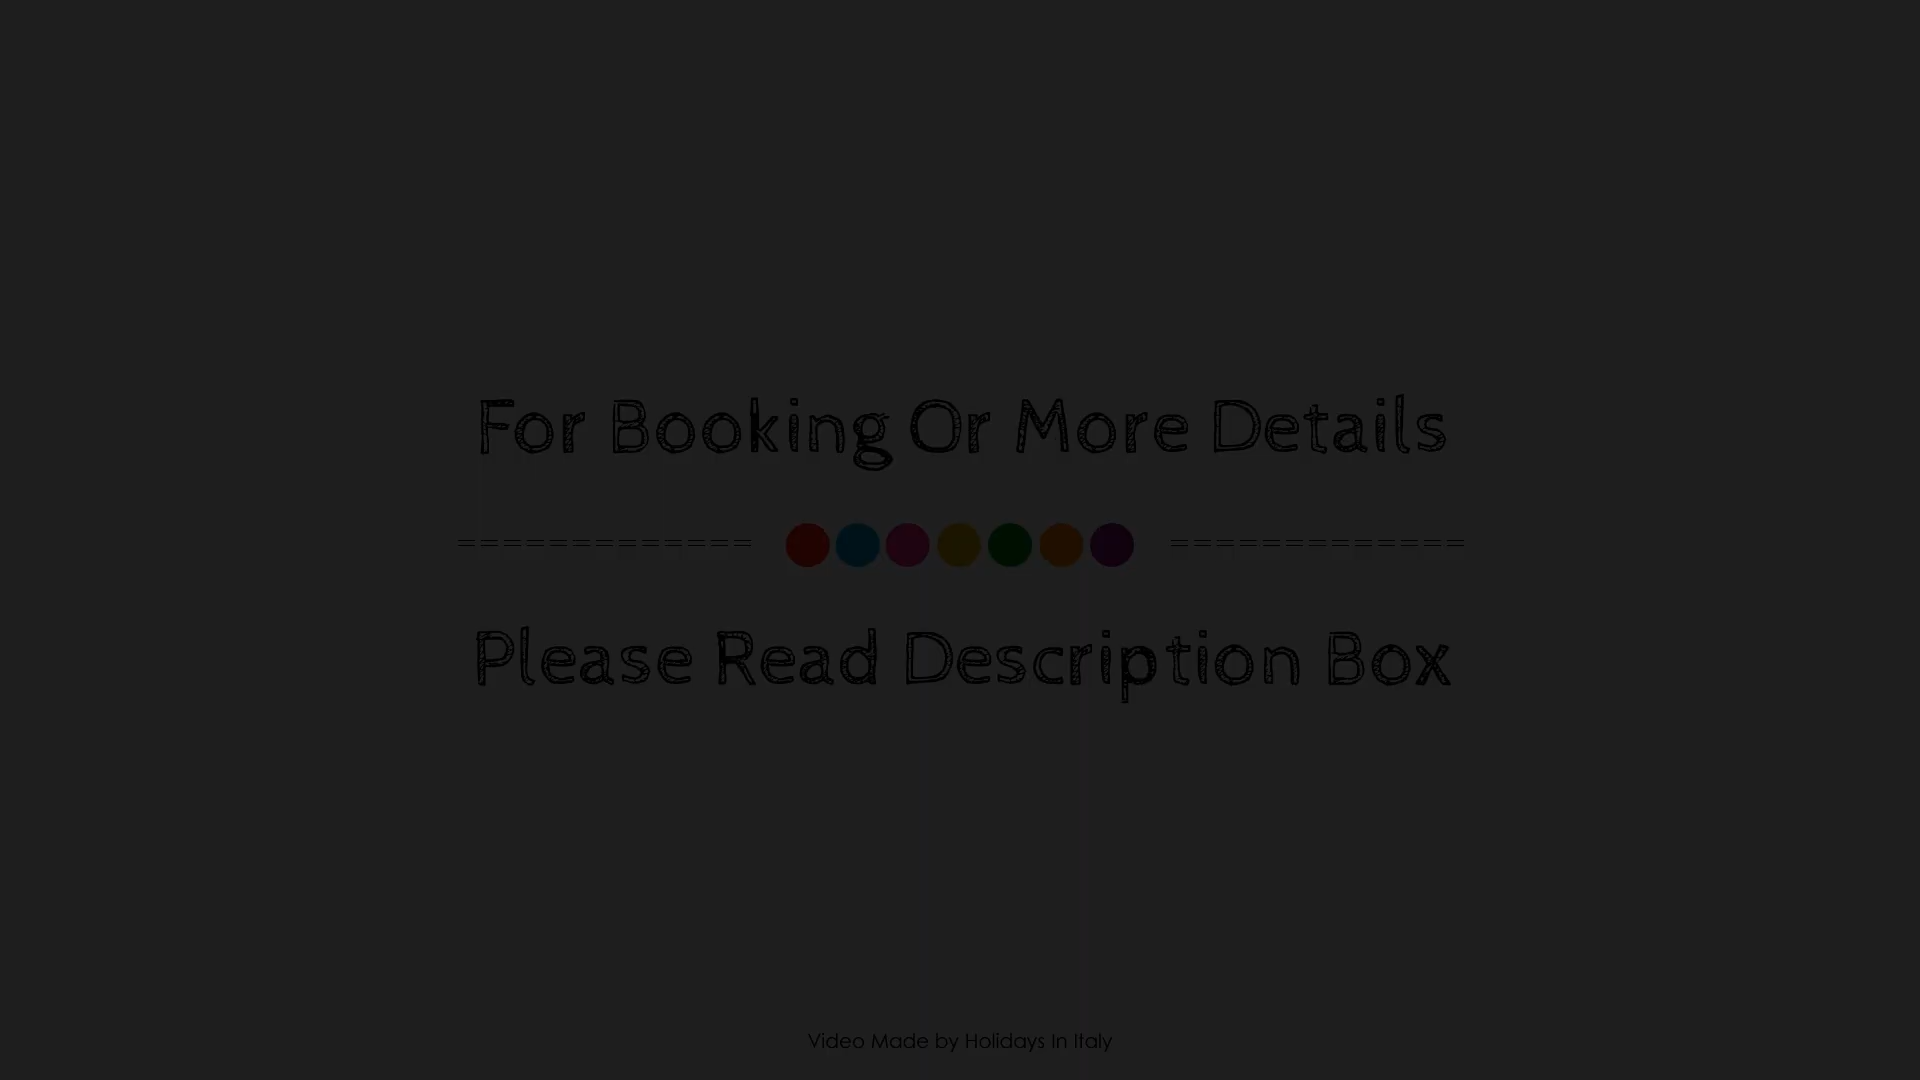 For Booking Or More Details
============= =============
Please Read Description Box
Video Made by Holidays In Italy